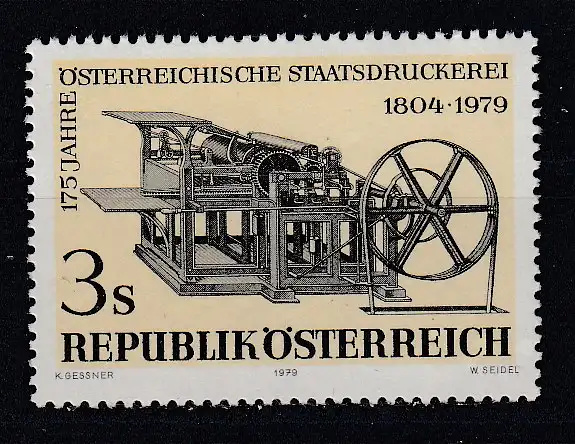 175 JAHRE
ÖSTERREICHISCHE STAATSDRUCKEREI
1804·1979
3s
REPUBLIK ÖSTERREICH
K. GESSNER
1979
W. SEIDEL